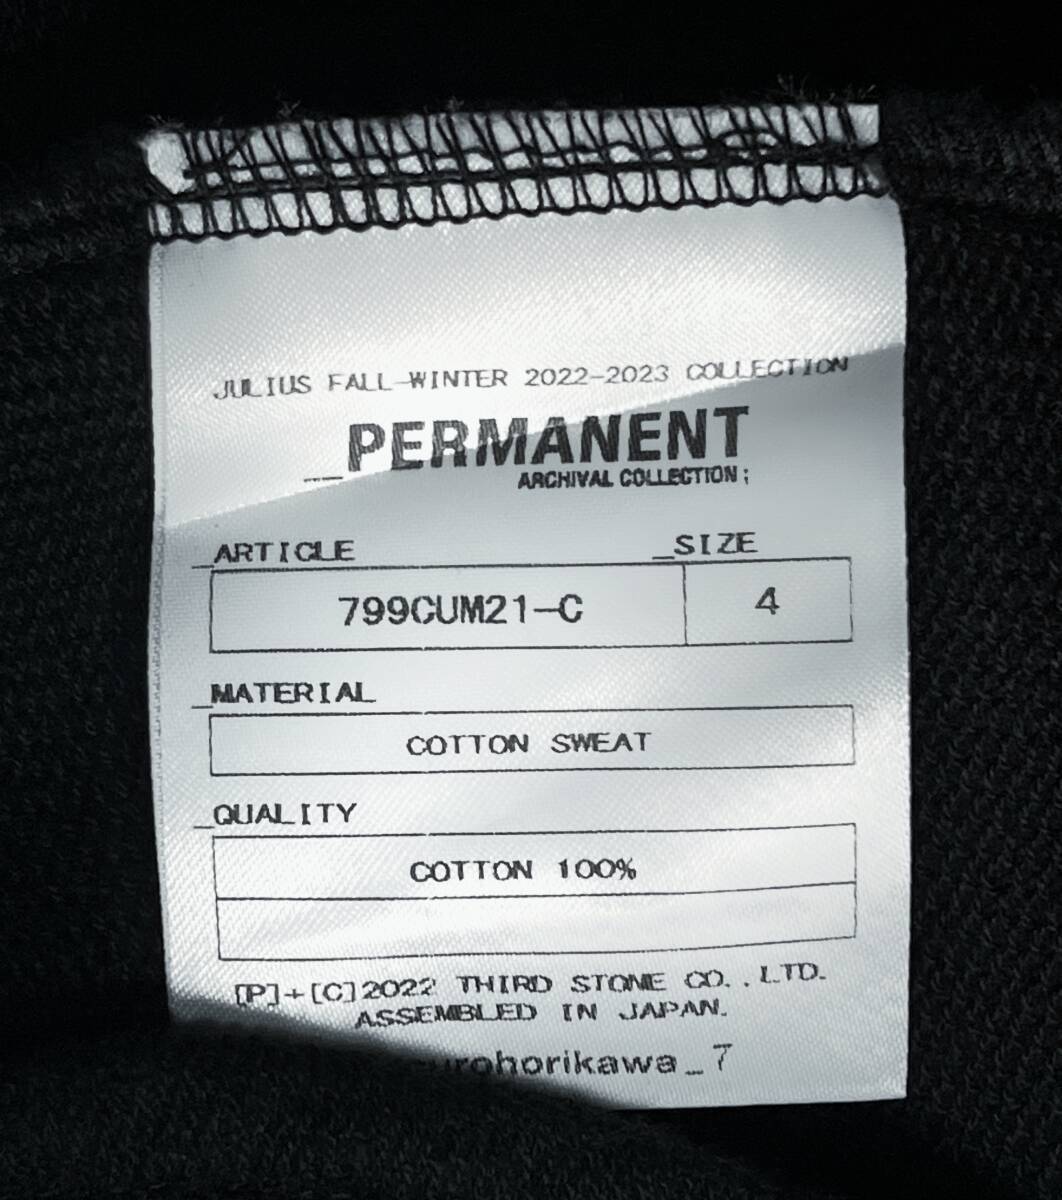 JULIUS FALL-WINTER 2022-2023 COLLECTION
_PERMANENT
ARCHIVAL COLLECTION;
_ARTICLE _SIZE
799CUM21-C 4
_MATERIAL
COTTON SWEAT
_QUALITY
COTTON 100%
[P]+[C]2022 THIRD STONE CO..LTD.
ASSEMBLED IN JAPAN.